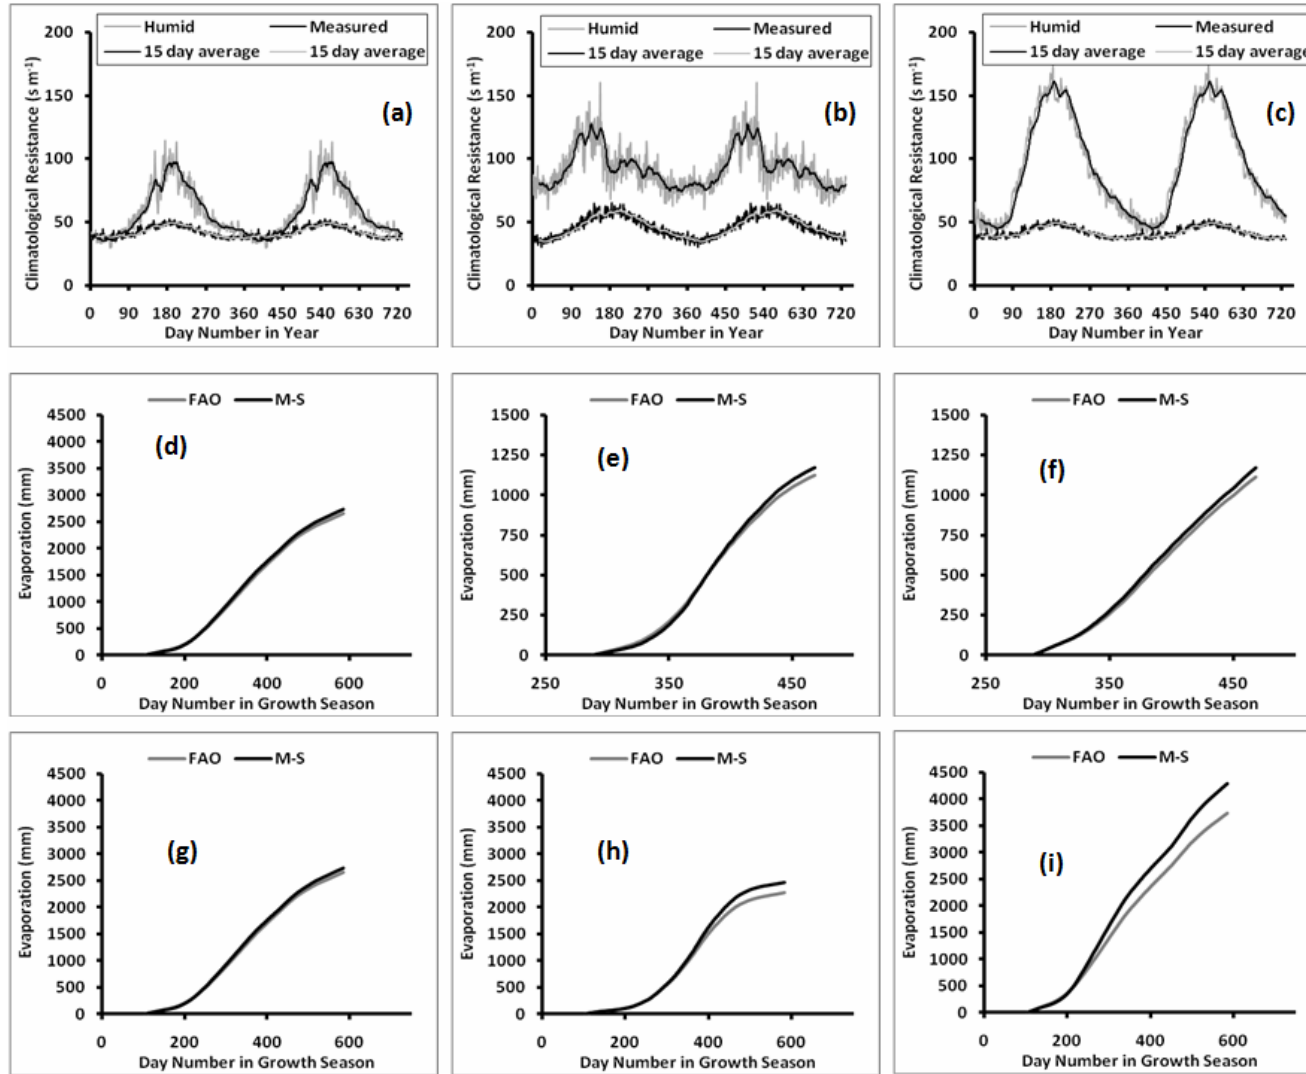 Humid Measured
15 day average 15 day average
Climatological Resistance (s m-1)
200
150
100
50
0
(a)
0 90 180 270 360 450 540 630 720
Day Number in Year
Humid Measured
15 day average 15 day average
Climatological Resistance (s m-1)
200
150
100
50
0
(b)
0 90 180 270 360 450 540 630 720
Day Number in Year
Humid Measured
15 day average 15 day average
Climatological Resistance (s m-1)
200
150
100
50
0
(c)
0 90 180 270 360 450 540 630 720
Day Number in Year
FAO M-S
Evaporation (mm)
4500
4000
3500
3000
2500
2000
1500
1000
500
0
(d)
0 200 400 600
Day Number in Growth Season
FAO M-S
Evaporation (mm)
1500
1250
1000
750
500
250
0
(e)
250 350 450
Day Number in Growth Season
FAO M-S
Evaporation (mm)
1500
1250
1000
750
500
250
0
(f)
250 350 450
Day Number in Growth Season
FAO M-S
Evaporation (mm)
4500
4000
3500
3000
2500
2000
1500
1000
500
0
(g)
0 200 400 600
Day Number in Growth Season
FAO M-S
Evaporation (mm)
4500
4000
3500
3000
2500
2000
1500
1000
500
0
(h)
0 200 400 600
Day Number in Growth Season
FAO M-S
Evaporation (mm)
4500
4000
3500
3000
2500
2000
1500
1000
500
0
(i)
0 200 400 600
Day Number in Growth Season